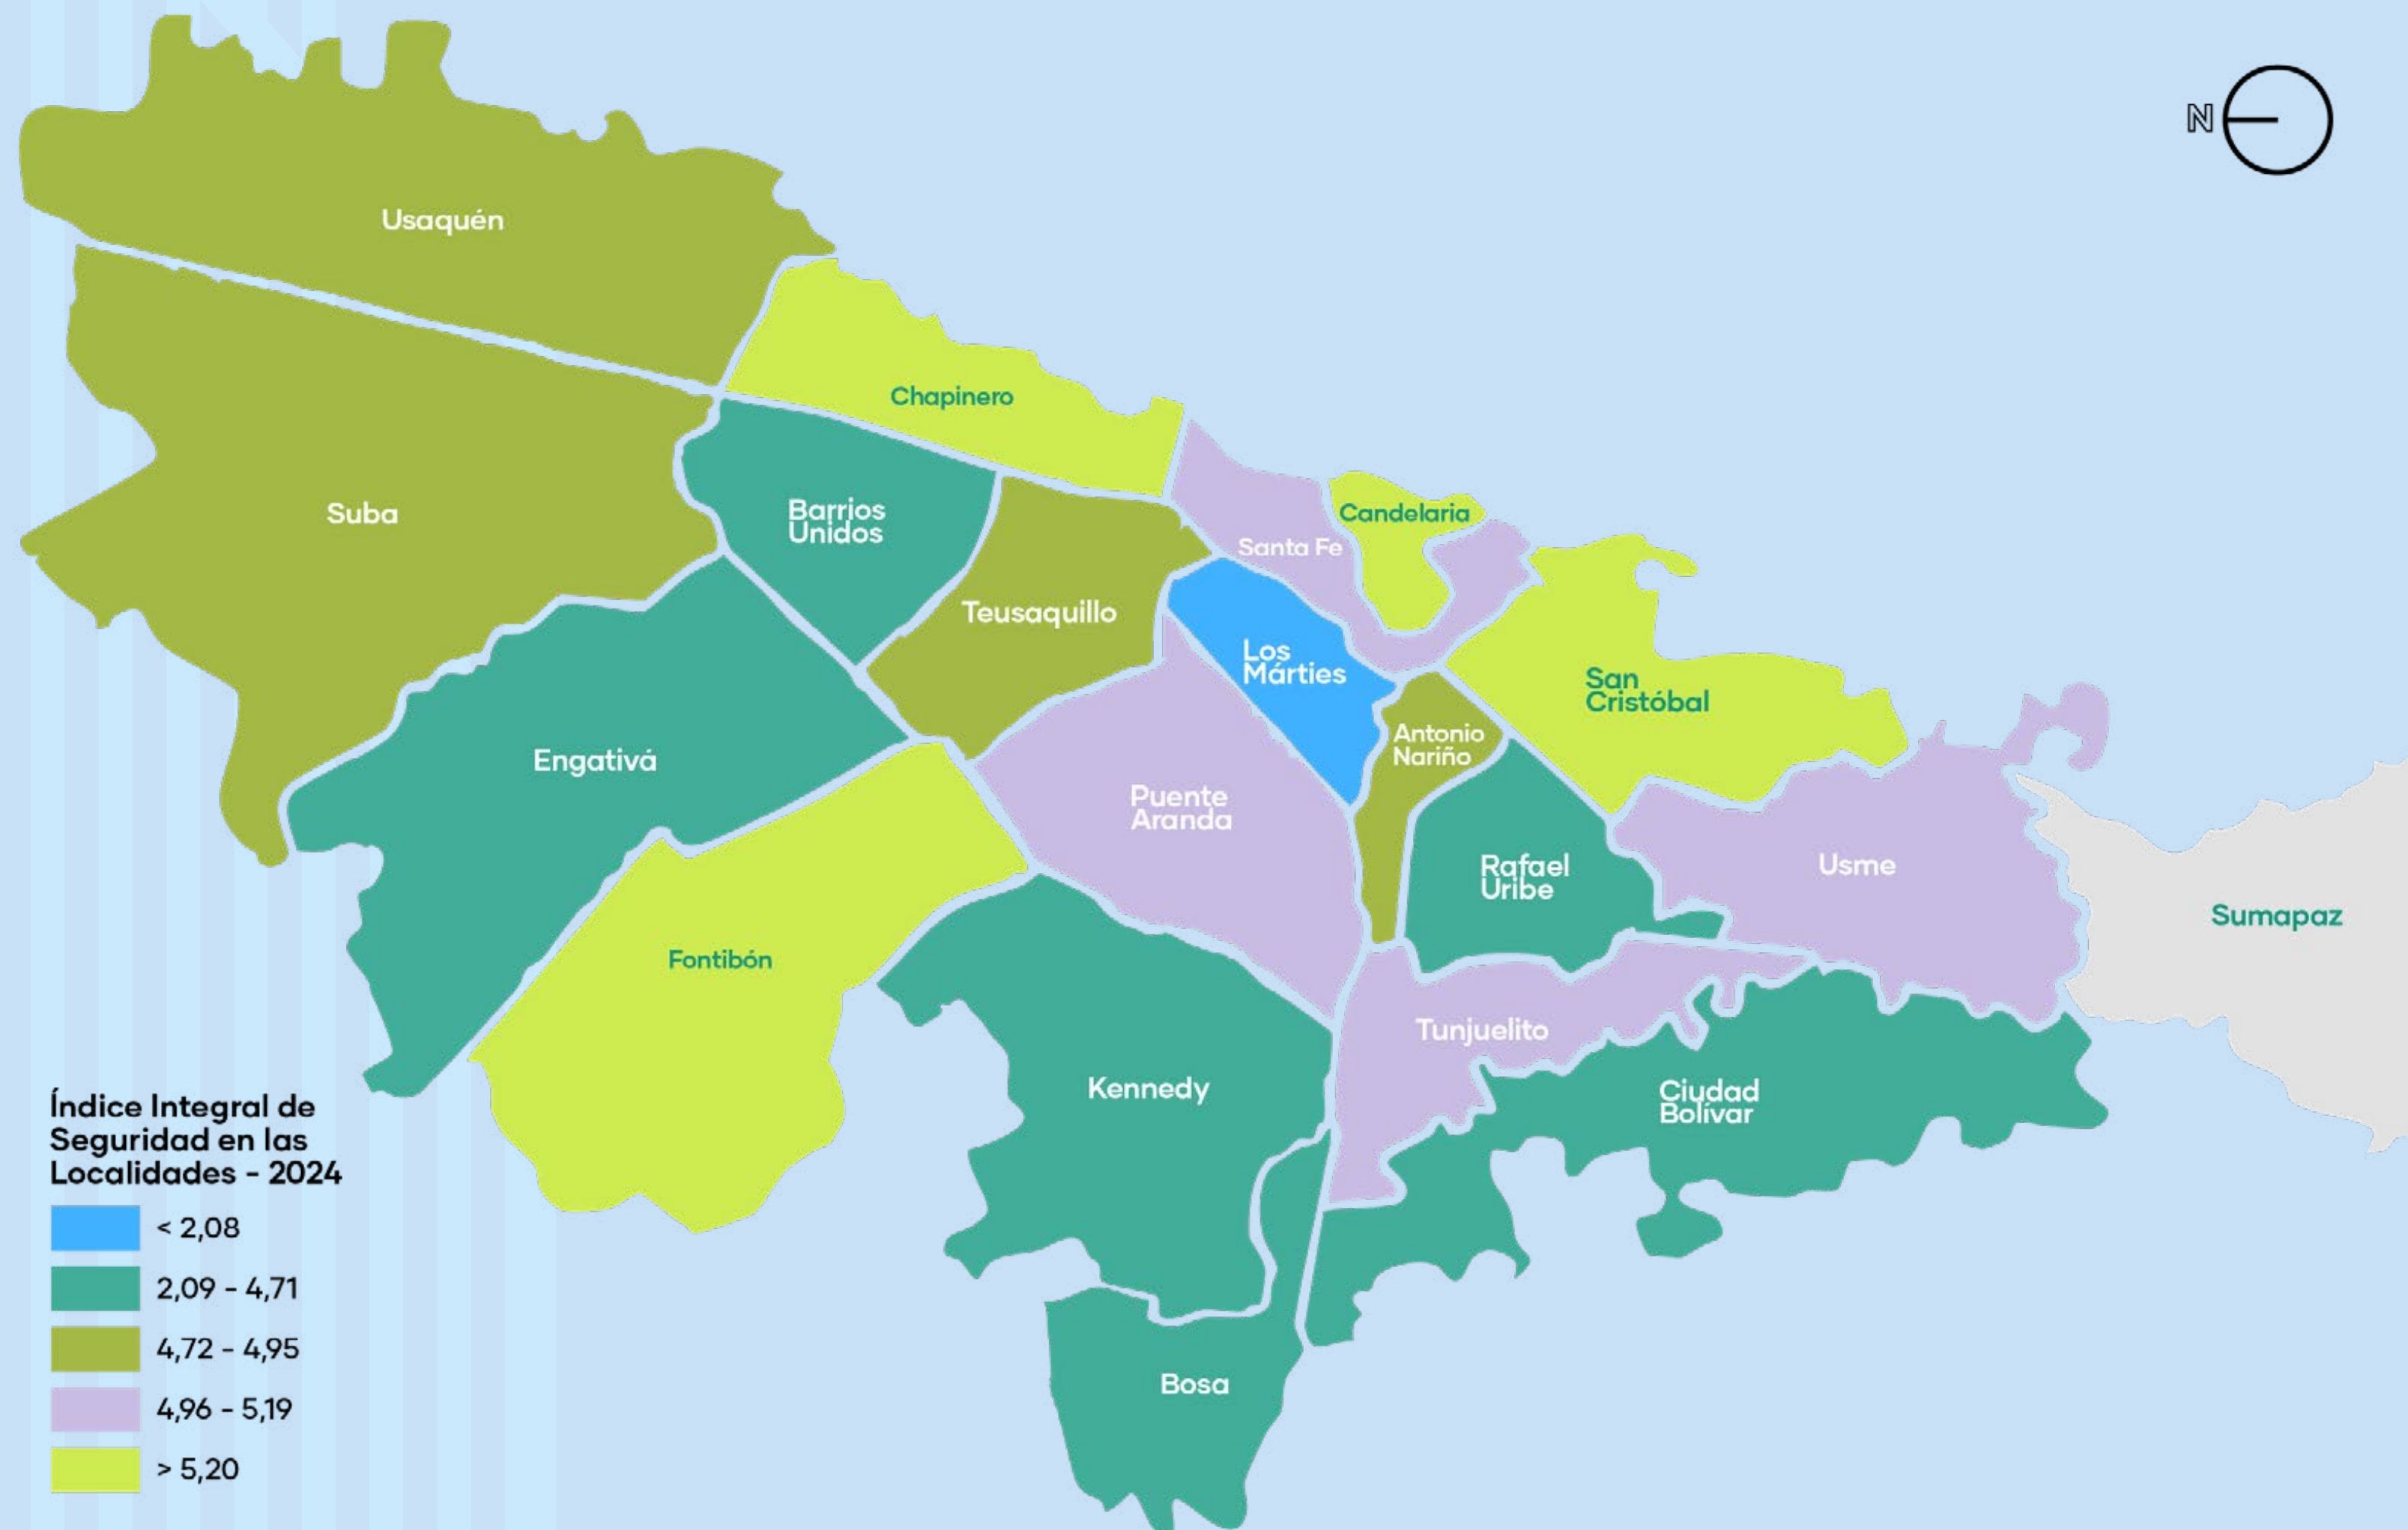 N
Usaquén
Chapinero
Suba
Barrios
Unidos
Candelaria
Santa Fe
Teusaquillo
Los
Márties
San
Cristóbal
Antonio
Nariño
Engativá
Puente
Aranda
Rafael
Uribe
Usme
Sumapaz
Fontibón
Tunjuelito
Kennedy
Ciudad
Bolívar
Bosa
Índice Integral de
Seguridad en las
Localidades - 2024
< 2,08
2,09 - 4,71
4,72 - 4,95
4,96 - 5,19
> 5,20